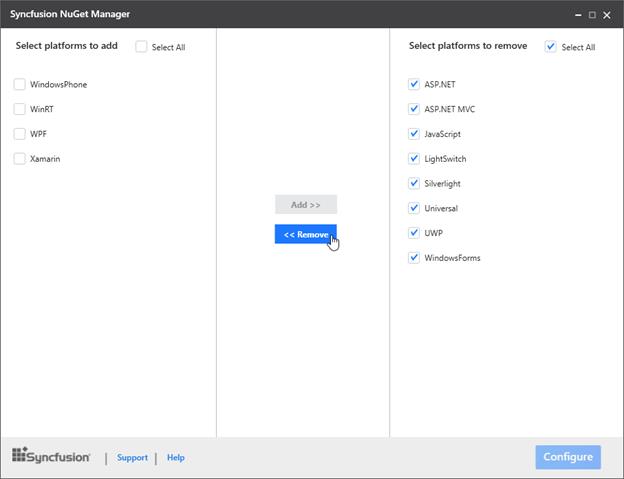 Syncfusion NuGet Manager
Select platforms to add
Select All
WindowsPhone
WinRT
WPF
Xamarin
Add >>
<< Remove
Select platforms to remove
Select All
ASP.NET
ASP.NET MVC
JavaScript
LightSwitch
Silverlight
Universal
UWP
WindowsForms
Syncfusion | Support | Help
Configure